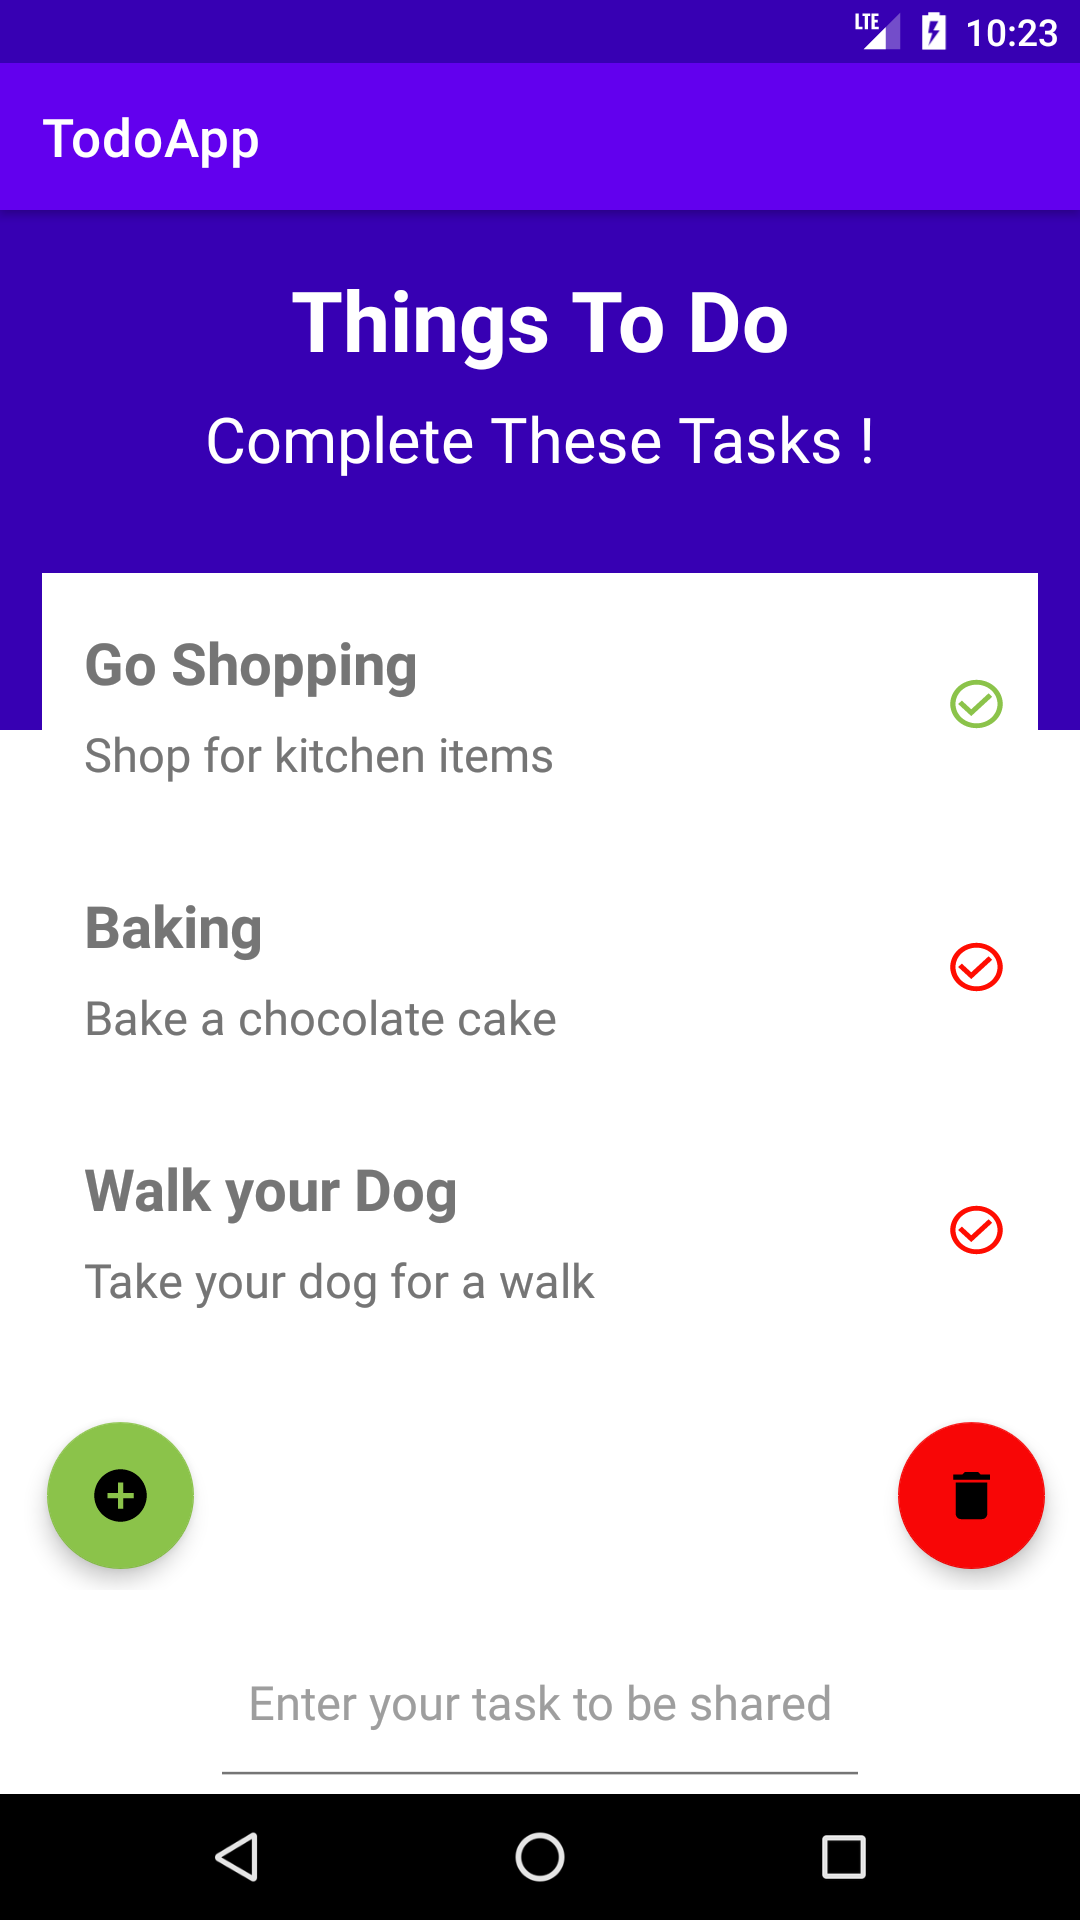 LTE 10:23
TodoApp
Things To Do
Complete These Tasks !
Go Shopping
Shop for kitchen items
Baking
Bake a chocolate cake
Walk your Dog
Take your dog for a walk
Enter your task to be shared